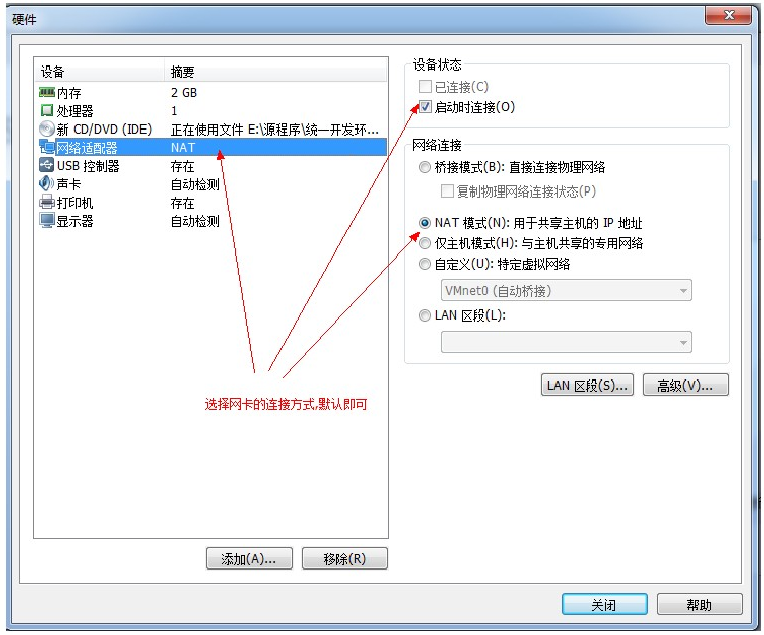 硬件
设备 摘要
内存 2 GB
处理器 1
新 CD/DVD (IDE) 正在使用文件 E:\源程序\统一开发环...
网络适配器 NAT
USB 控制器 存在
声卡 自动检测
打印机 存在
显示器 自动检测
选择网卡的连接方式,默认即可
添加(A)... 移除(R)
设备状态
已连接(C)
启动时连接(O)
网络连接
桥接模式(B): 直接连接物理网络
复制物理网络连接状态(P)
NAT 模式(N): 用于共享主机的 IP 地址
仅主机模式(H): 与主机共享的专用网络
自定义(U): 特定虚拟网络
VMnet0 (自动桥接)
LAN 区段(L):
LAN 区段(S)... 高级(V)...
关闭 帮助